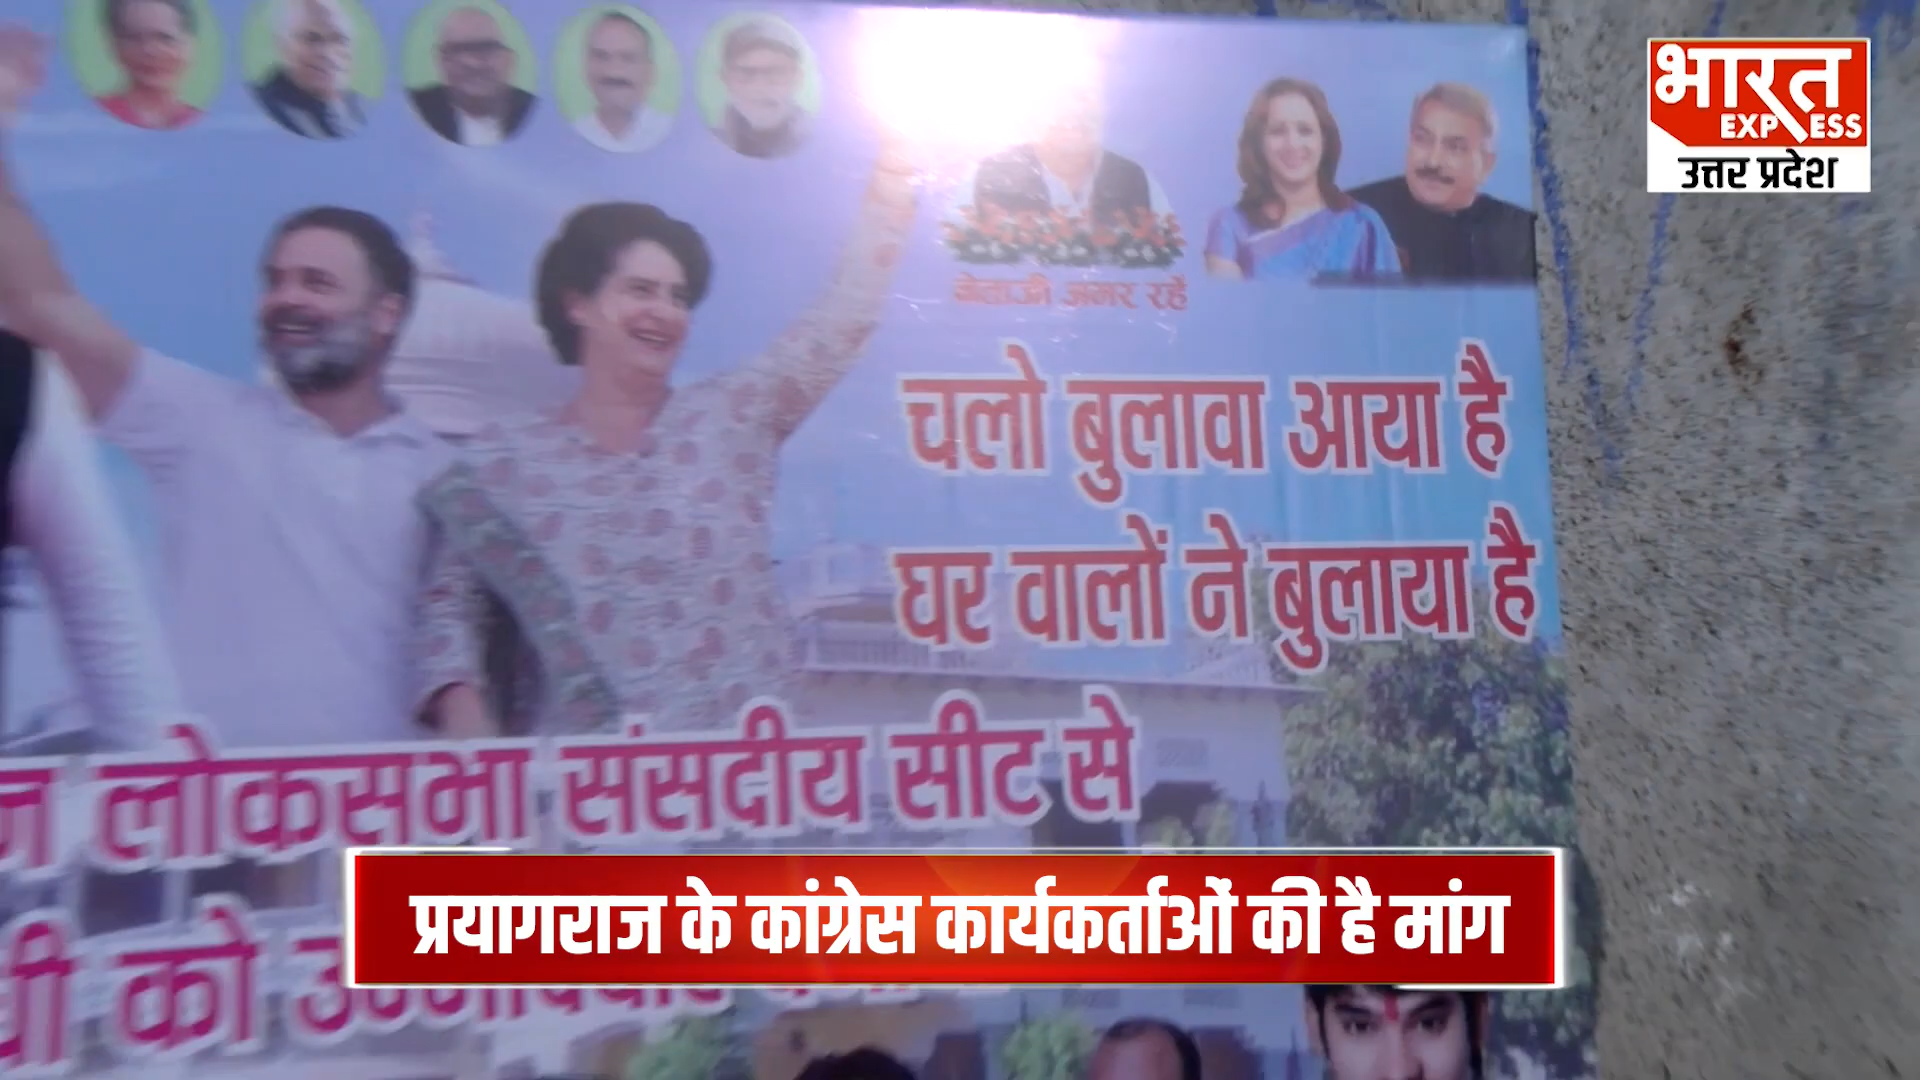 भारत
EXPRESS
उत्तर प्रदेश
नेताजी अमर रहें
चलो बुलावा आया है
घर वालों ने बुलाया है
लोकसभा संसदीय सीट से
को
प्रयागराज के कांग्रेस कार्यकर्ताओं की है मांग